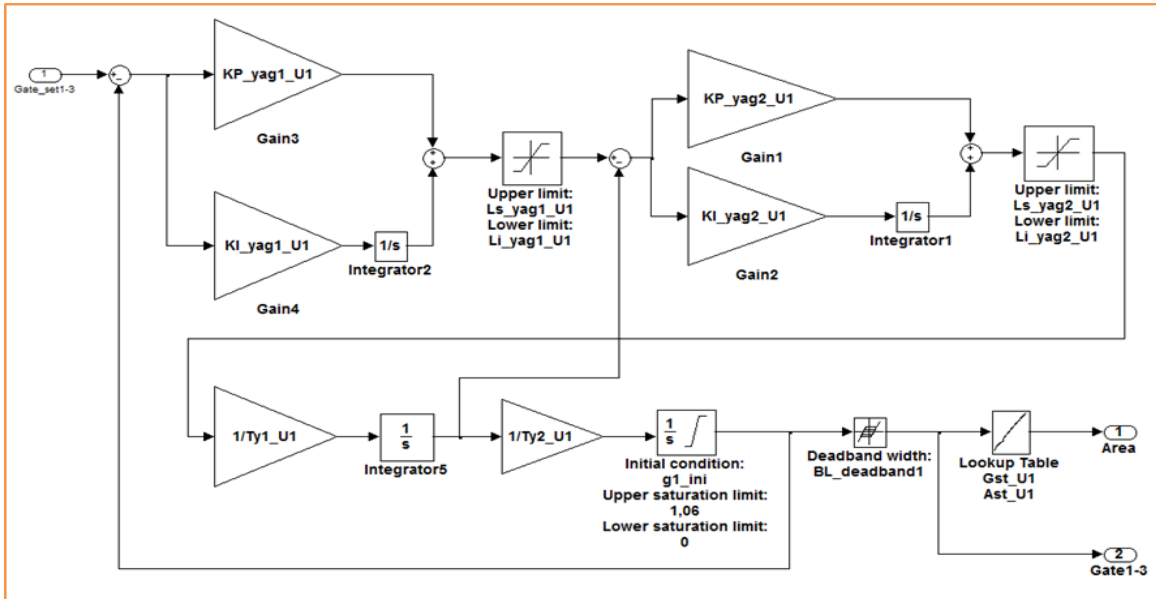 1
Gate_set1-3
+
-
KP_yag1_U1
Gain3
KI_yag1_U1
Gain4
1/s
Integrator2
+
+
Upper limit:
Ls_yag1_U1
Lower limit:
Li_yag1_U1
+
-
KP_yag2_U1
Gain1
KI_yag2_U1
Gain2
1/s
Integrator1
+
+
Upper limit:
Ls_yag2_U1
Lower limit:
Li_yag2_U1
1/Ty1_U1
1
s
Integrator5
1/Ty2_U1
1
s
Initial condition:
g1_ini
Upper saturation limit:
1,06
Lower saturation limit:
0
Deadband width:
BL_deadband1
Lookup Table
Gst_U1
Ast_U1
1
Area
2
Gate1-3